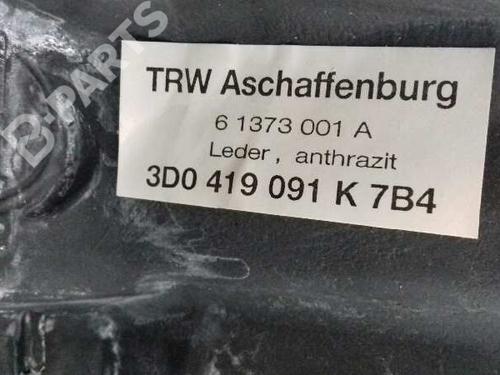 B-PARTS
TRW Aschaffenburg
6 1373 001 A
Leder, anthrazit
3D0 419 091 K 7B4